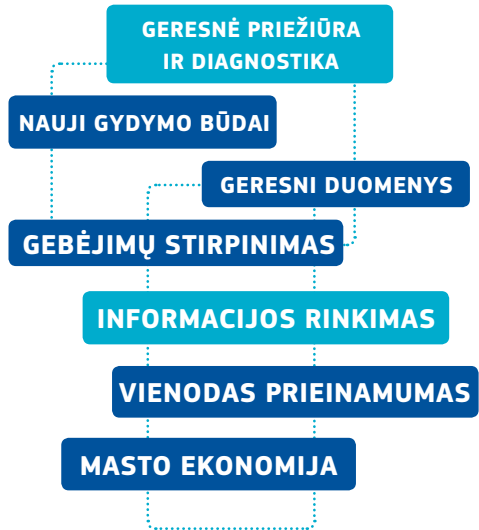 GERESNĖ PRIEŽIŪRA
IR DIAGNOSTIKA
NAUJI GYDYMO BŪDAI
GERESNI DUOMENYS
GEBĖJIMŲ STIRPINIMAS
INFORMACIJOS RINKIMAS
VIENODAS PRIEINAMUMAS
MASTO EKONOMIJA